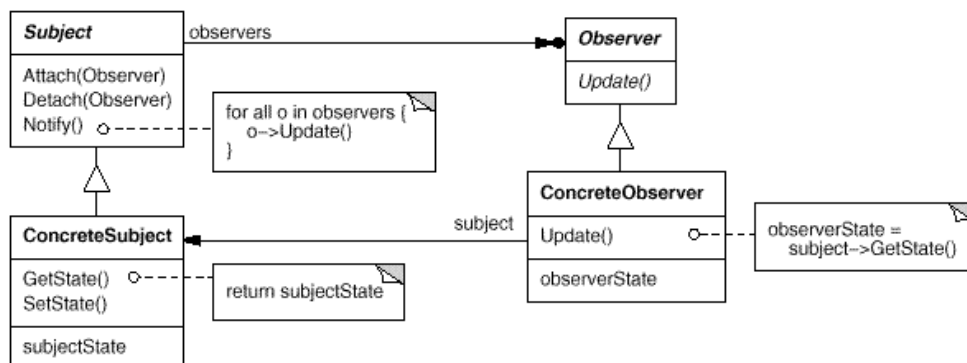 Subject
observers
Observer
Attach(Observer)
Detach(Observer)
Notify()
for all o in observers {
o->Update()
}
Update()
ConcreteSubject
GetState()
SetState()
subjectState
return subjectState
subject
ConcreteObserver
Update()
observerState
observerState =
subject->GetState()